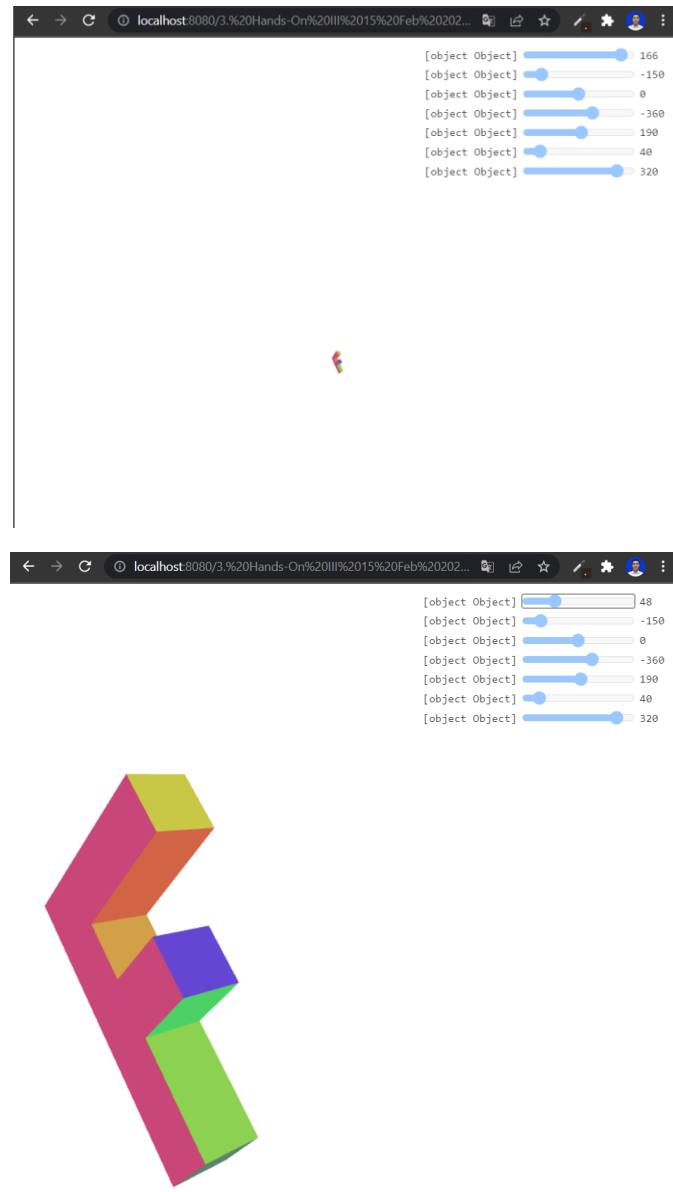 localhost:8080/3.%20Hands-On%20III%2015%20Feb%20202...
[object Object] 166
[object Object] -150
[object Object] 0
[object Object] -360
[object Object] 190
[object Object] 40
[object Object] 320
localhost:8080/3.%20Hands-On%20III%2015%20Feb%20202...
[object Object] 48
[object Object] -150
[object Object] 0
[object Object] -360
[object Object] 190
[object Object] 40
[object Object] 320